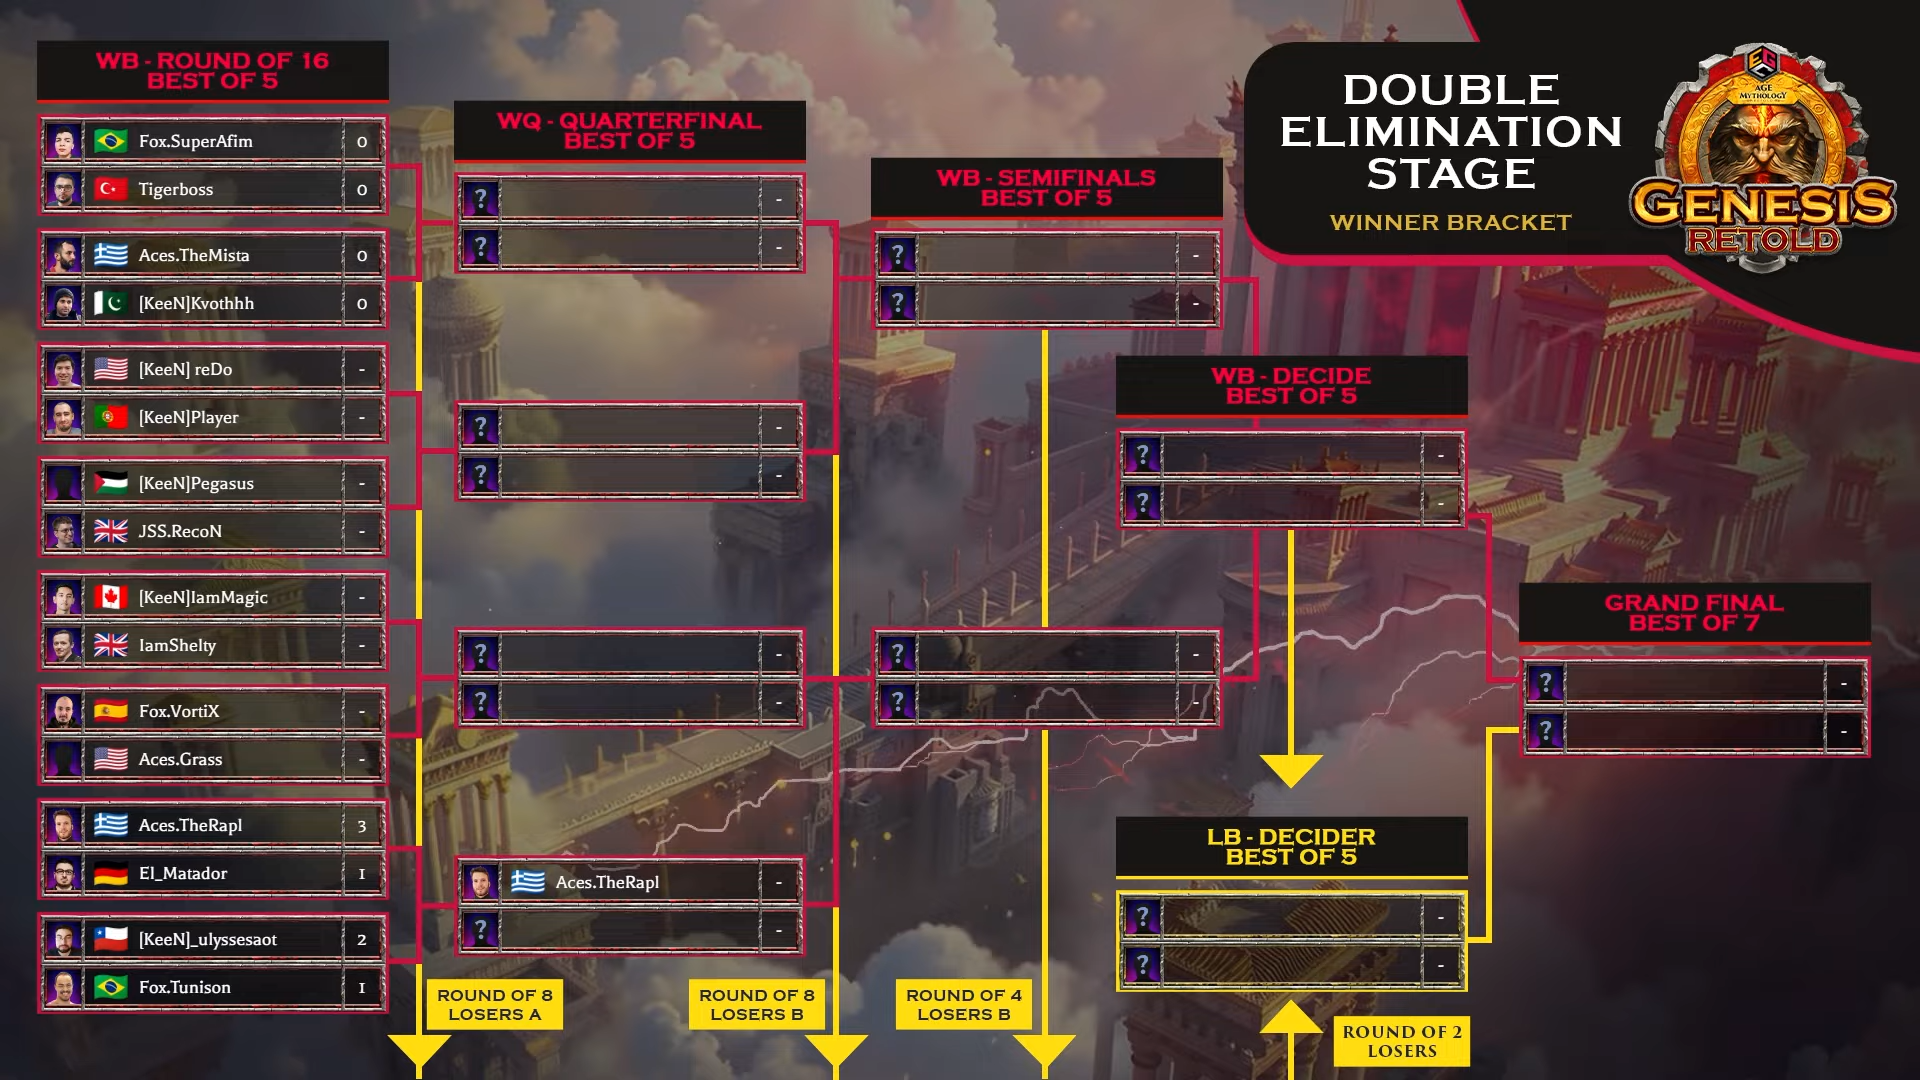 WB - ROUND OF 16
BEST OF 5
Fox.SuperAfim 0
Tigerboss 0
Aces.TheMista 0
[KeeN]Kvothhh 0
[KeeN] reDo -
[KeeN]Player -
[KeeN]Pegasus -
JSS.RecoN -
[KeeN]IamMagic -
IamShelty -
Fox.VortiX -
Aces.Grass -
Aces.TheRapl 3
El_Matador 1
[KeeN]_ulyssesaot 2
Fox.Tunison 1
WQ - QUARTERFINAL
BEST OF 5
? -
? -
? -
? -
? -
? -
Aces.TheRapl -
? -
ROUND OF 8
LOSERS A
ROUND OF 8
LOSERS B
WB - SEMIFINALS
BEST OF 5
? -
? -
? -
? -
ROUND OF 4
LOSERS B
WB - DECIDE
BEST OF 5
? -
? -
LB - DECIDER
BEST OF 5
? -
? -
ROUND OF 2
LOSERS
GRAND FINAL
BEST OF 7
? -
? -
DOUBLE
ELIMINATION
STAGE
WINNER BRACKET
EGC
AGE
MYTHOLOGY
GENESIS
RETOLD